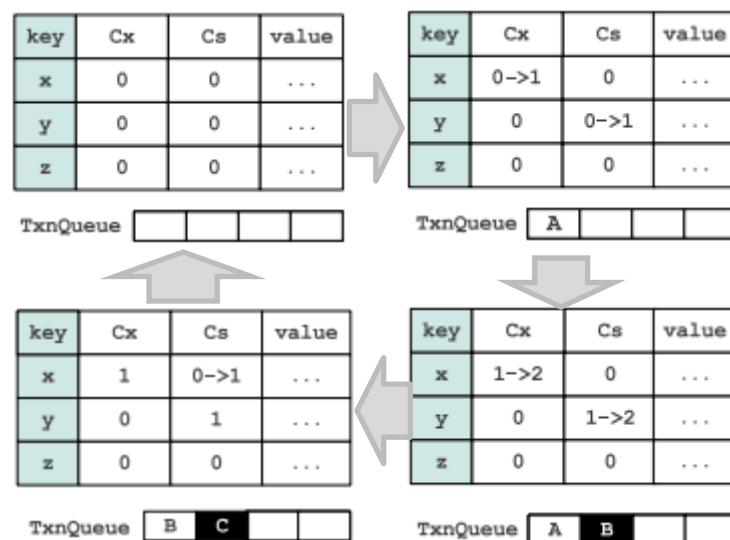 key Cx Cs value
x 0 0 ...
y 0 0 ...
z 0 0 ...
TxnQueue
key Cx Cs value
x 0->1 0 ...
y 0 0->1 ...
z 0 0 ...
TxnQueue A
key Cx Cs value
x 1 0->1 ...
y 0 1 ...
z 0 0 ...
TxnQueue B C
key Cx Cs value
x 1->2 0 ...
y 0 1->2 ...
z 0 0 ...
TxnQueue A B